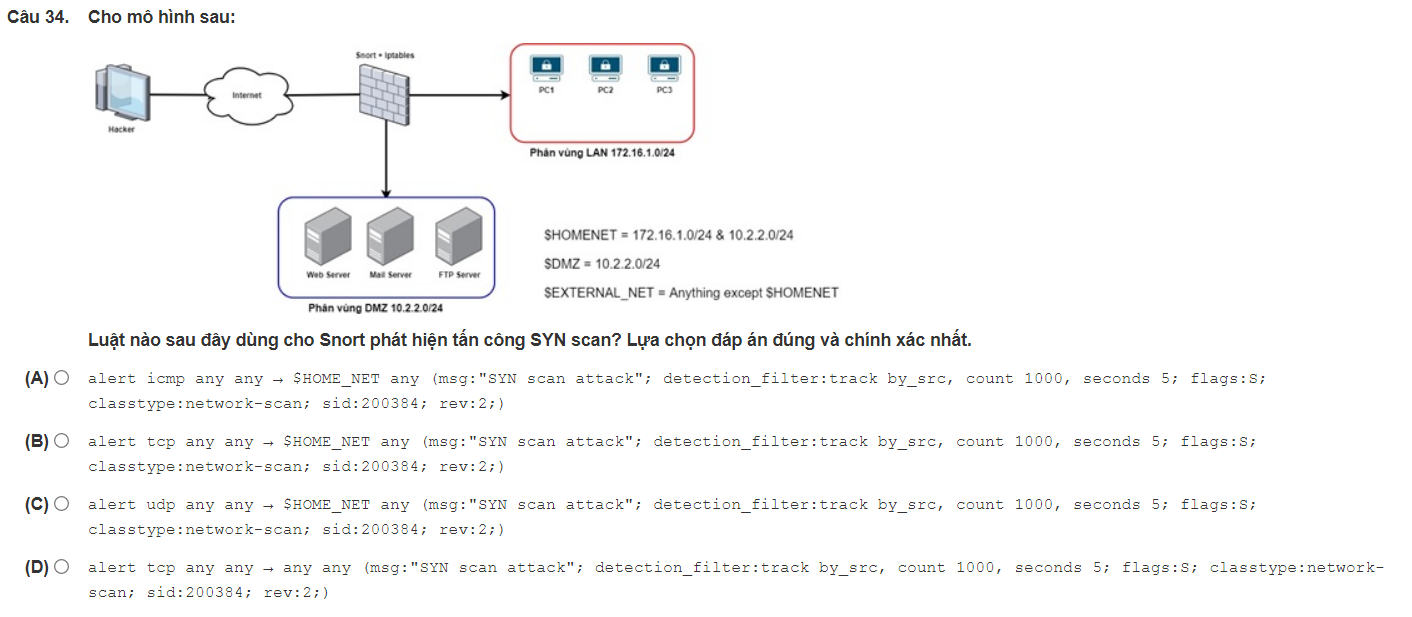 Câu 34. Cho mô hình sau:
Snort + Iptables
Internet
Hacker
PC1
PC2
PC3
Phân vùng LAN 172.16.1.0/24
Web Server
Mail Server
FTP Server
Phân vùng DMZ 10.2.2.0/24
$HOMENET = 172.16.1.0/24 & 10.2.2.0/24
$DMZ = 10.2.2.0/24
$EXTERNAL_NET = Anything except $HOMENET
Luật nào sau đây dùng cho Snort phát hiện tấn công SYN scan? Lựa chọn đáp án đúng và chính xác nhất.
(A) alert icmp any any → $HOME_NET any (msg:"SYN scan attack"; detection_filter:track by_src, count 1000, seconds 5; flags:S;
classtype:network-scan; sid:200384; rev:2;)
(B) alert tcp any any → $HOME_NET any (msg:"SYN scan attack"; detection_filter:track by_src, count 1000, seconds 5; flags:S;
classtype:network-scan; sid:200384; rev:2;)
(C) alert udp any any → $HOME_NET any (msg:"SYN scan attack"; detection_filter:track by_src, count 1000, seconds 5; flags:S;
classtype:network-scan; sid:200384; rev:2;)
(D) alert tcp any any → any any (msg:"SYN scan attack"; detection_filter:track by_src, count 1000, seconds 5; flags:S; classtype:network-
scan; sid:200384; rev:2;)